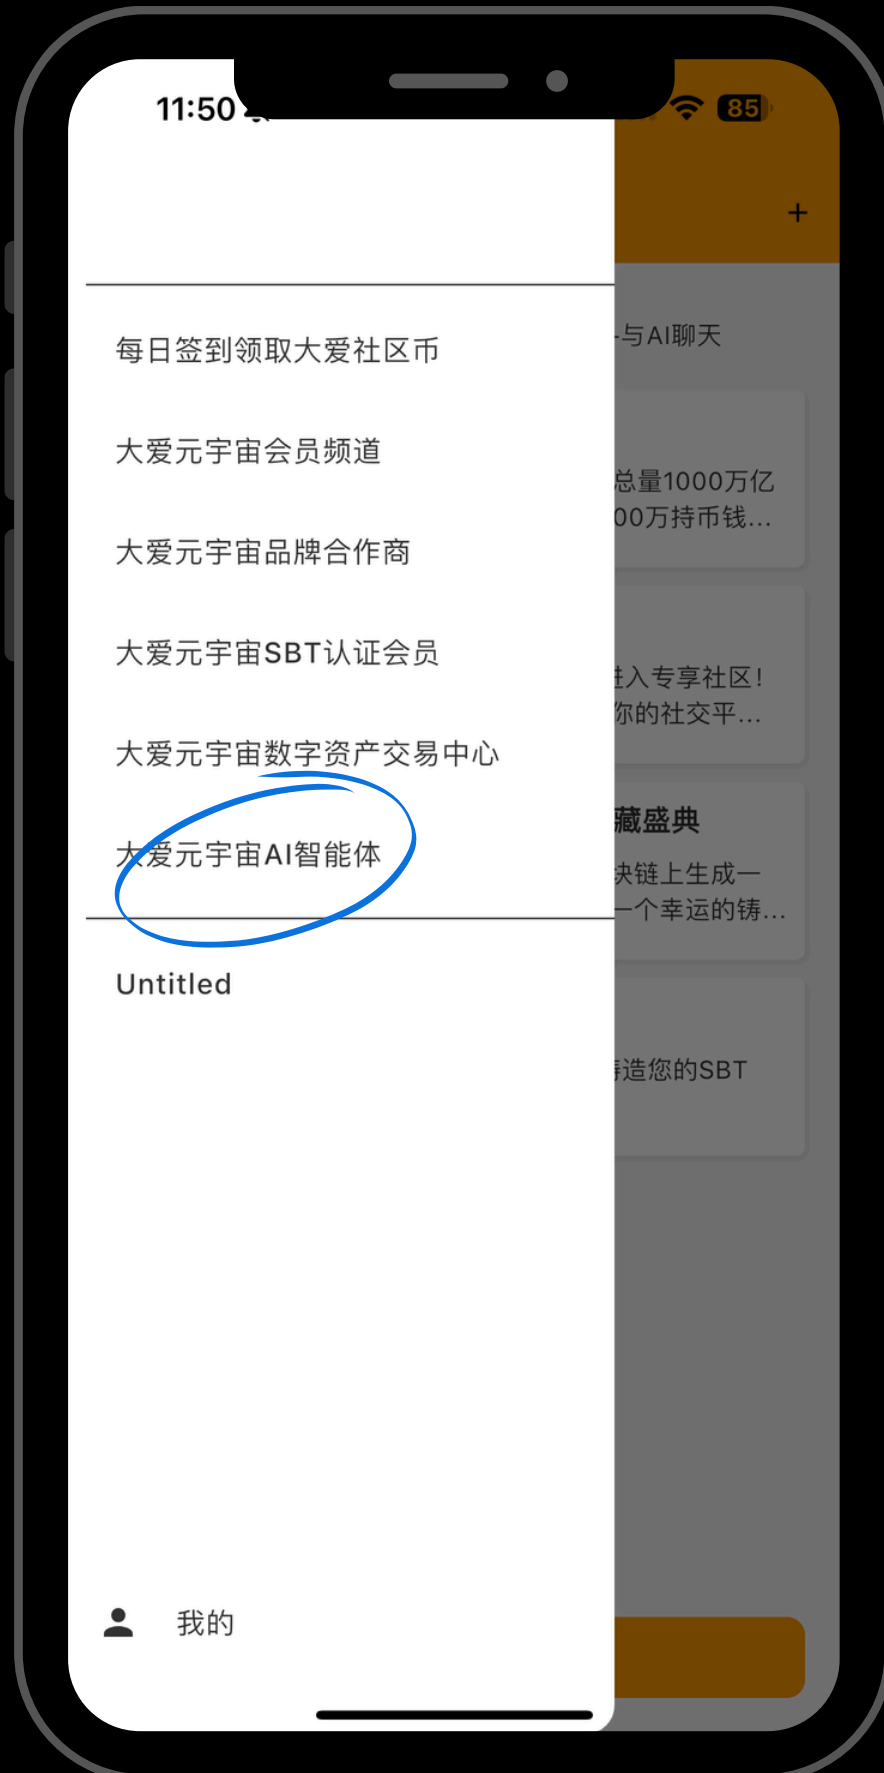 11:50
85
+
每日签到领取大爱社区币
大爱元宇宙会员频道
大爱元宇宙品牌合作商
大爱元宇宙SBT认证会员
大爱元宇宙数字资产交易中心
大爱元宇宙AI智能体
Untitled
我的
与AI聊天
总量1000万亿
00万持币钱...
入专享社区！
你的社交平...
藏盛典
块链上生成一
一个幸运的铸...
造您的SBT